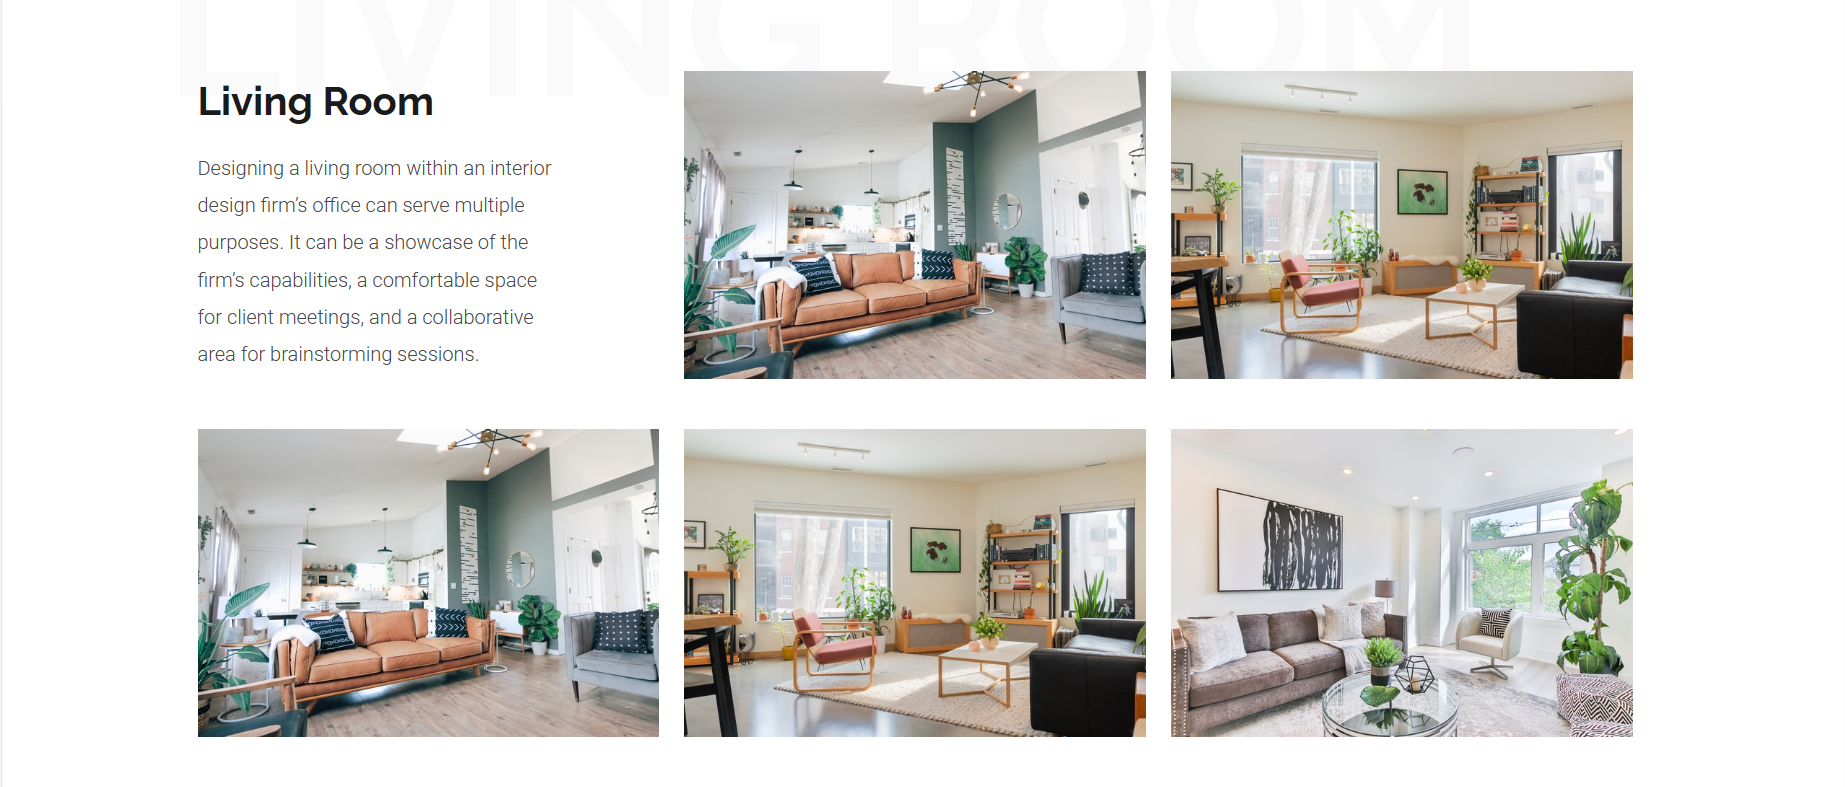 LIVING ROOM
Living Room
Designing a living room within an interior
design firm’s office can serve multiple
purposes. It can be a showcase of the
firm’s capabilities, a comfortable space
for client meetings, and a collaborative
area for brainstorming sessions.